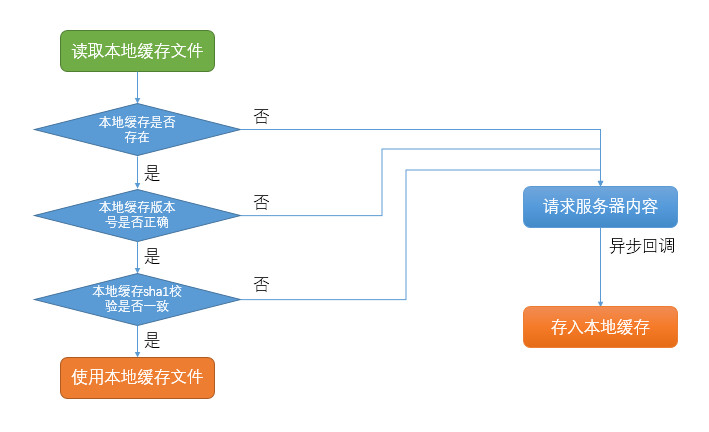 读取本地缓存文件
本地缓存是否
存在
否
是
本地缓存版本
号是否正确
否
是
本地缓存sha1校
验是否一致
否
是
使用本地缓存文件
请求服务器内容
异步回调
存入本地缓存